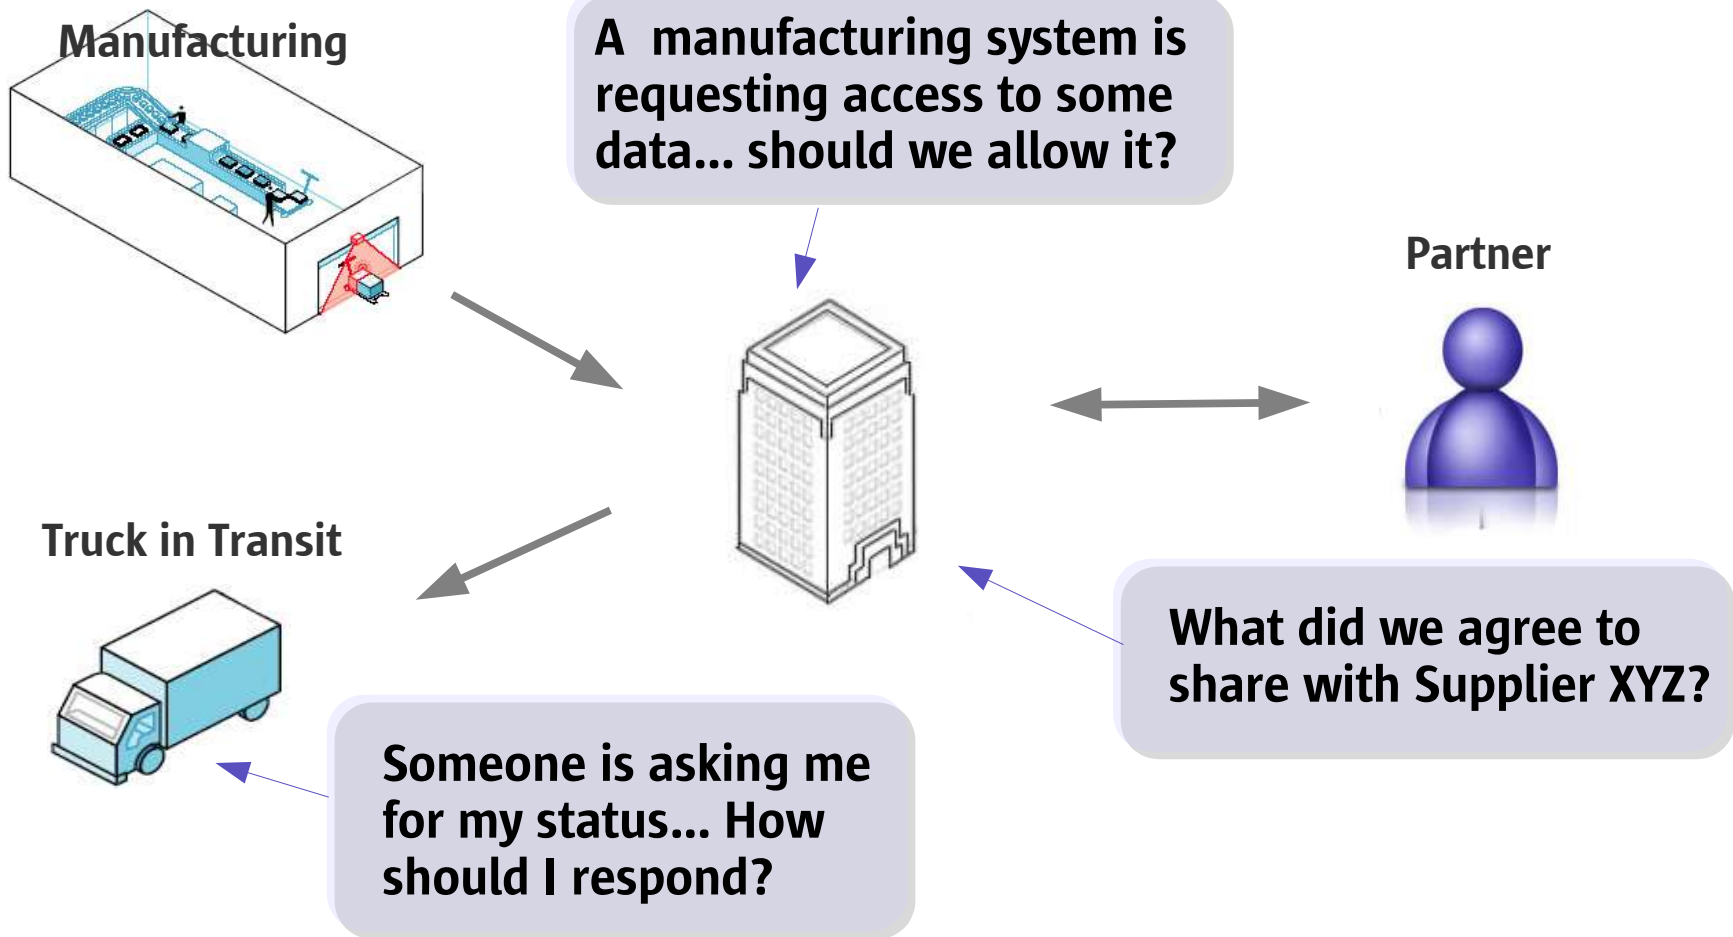 Manufacturing
A manufacturing system is
requesting access to some
data... should we allow it?
Partner
Truck in Transit
What did we agree to
share with Supplier XYZ?
Someone is asking me
for my status... How
should I respond?